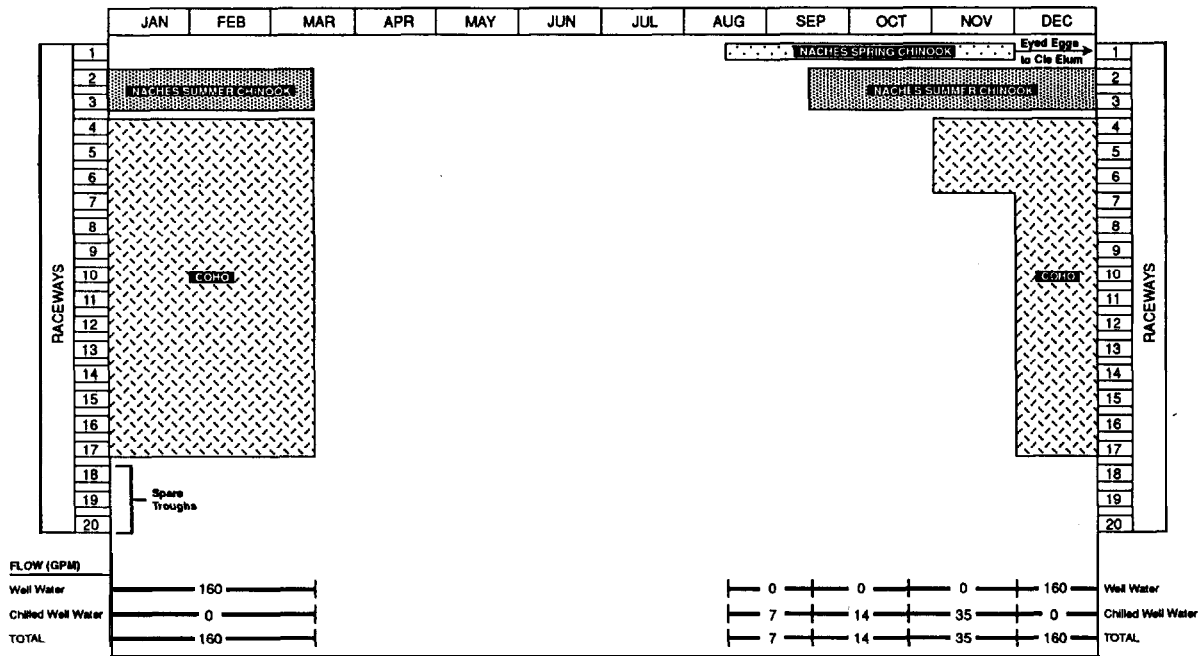 JAN FEB MAR APR MAY JUN JUL AUG SEP OCT NOV DEC
1 NACHES SPRING CHINOOK Eyed Eggs 1
to Cle Elum
2 NACHES SUMMER CHINOOK NACHES SUMMER CHINOOK 2
3 3
4 4
5 5
6 6
7 7
8 8
9 9
RACEWAYS 10 COHO COHO 10 RACEWAYS
11 11
12 12
13 13
14 14
15 15
16 16
17 17
18 18
Spare
19 Troughs 19
20 20
FLOW (GPM)
Well Water 160 0 0 0 160 Well Water
Chilled Well Water 0 7 14 35 0 Chilled Well Water
TOTAL 160 7 14 35 160 TOTAL